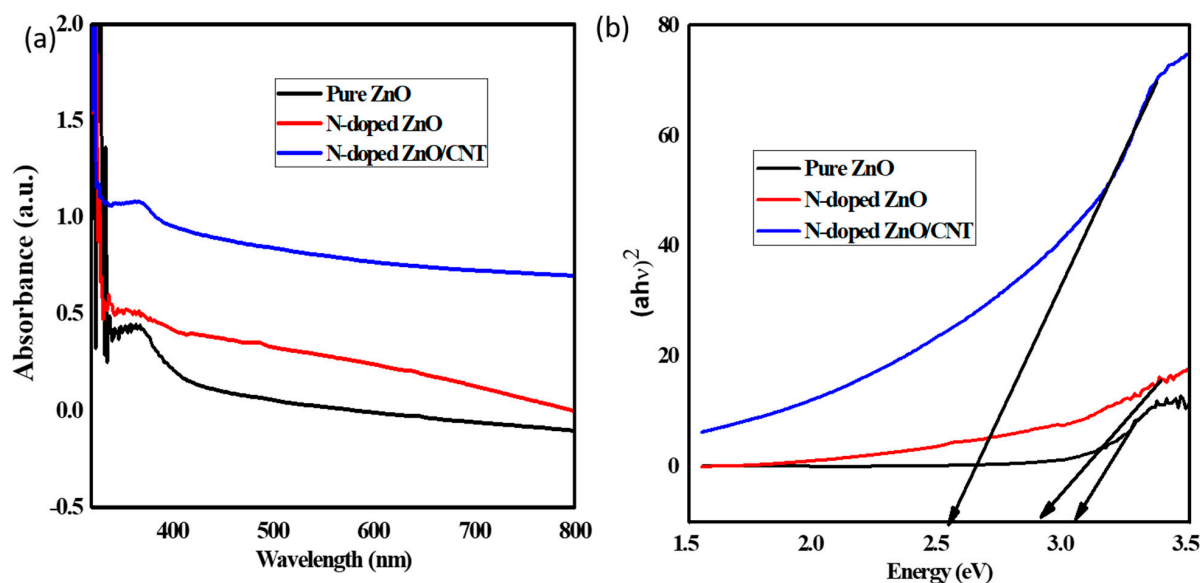 (a)
2.0
1.5
1.0
0.5
0.0
-0.5
Absorbance (a.u.)
Pure ZnO
N-doped ZnO
N-doped ZnO/CNT
400
500
600
700
800
Wavelength (nm)
(b)
80
60
40
20
0
(ahν)²
Pure ZnO
N-doped ZnO
N-doped ZnO/CNT
1.5
2.0
2.5
3.0
3.5
Energy (eV)